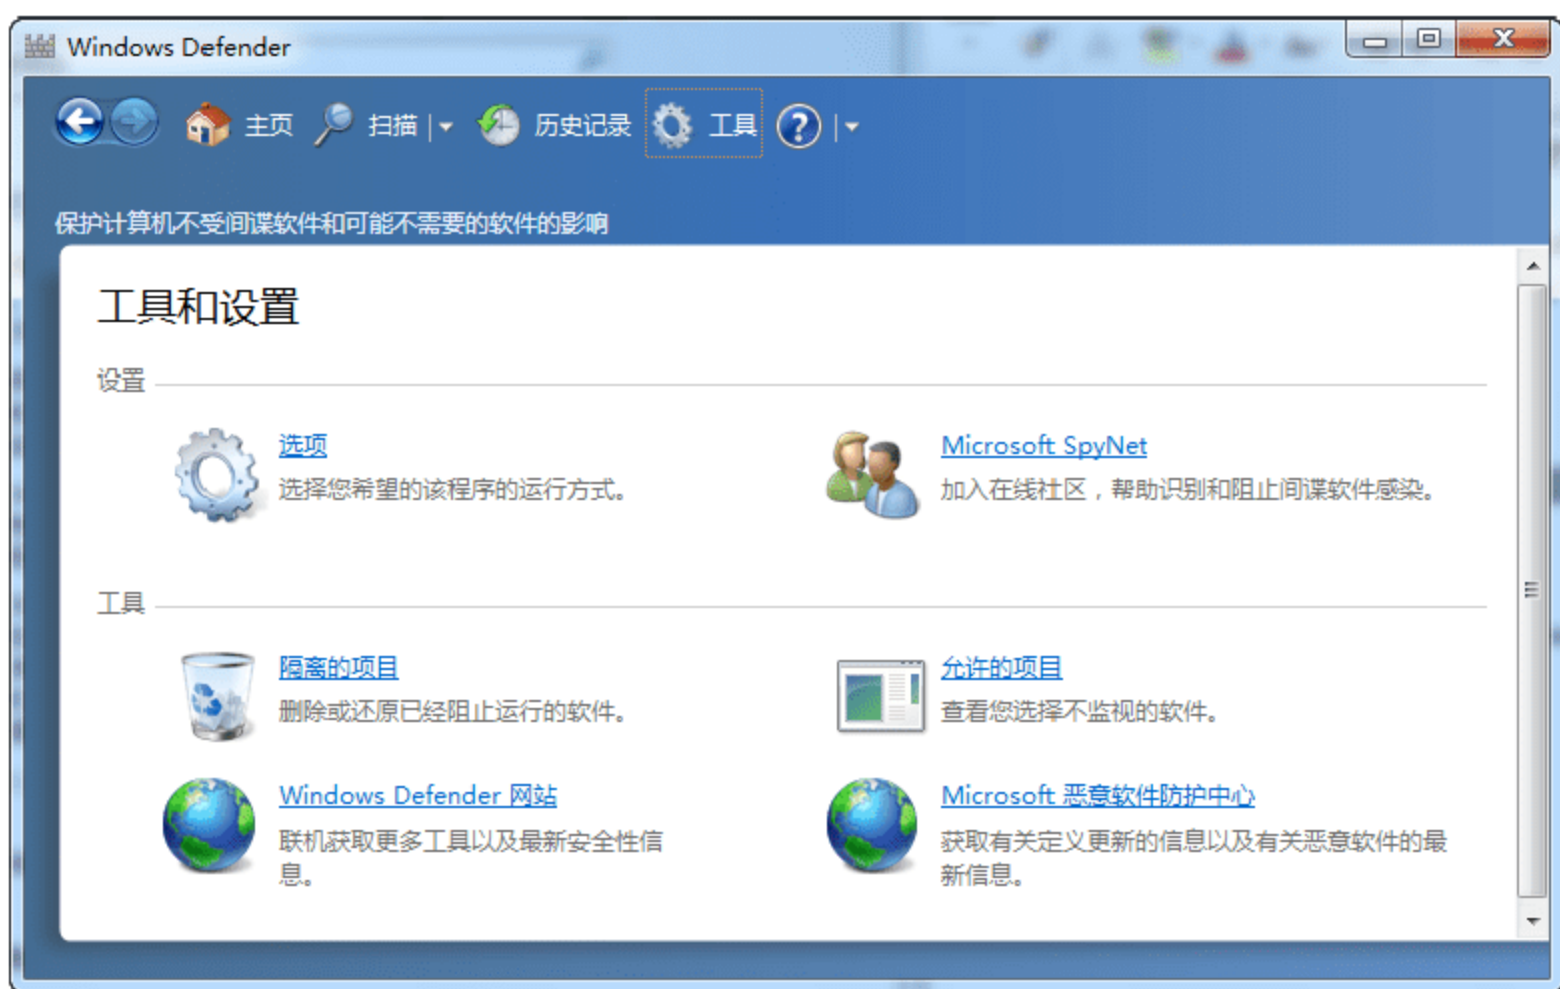 Windows Defender
主页 扫描 历史记录 工具 ?
保护计算机不受间谍软件和可能不需要的软件的影响
工具和设置
设置
选项
选择您希望的该程序的运行方式。
Microsoft SpyNet
加入在线社区，帮助识别和阻止间谍软件感染。
工具
隔离的项目
删除或还原已经阻止运行的软件。
允许的项目
查看您选择不监视的软件。
Windows Defender 网站
联机获取更多工具以及最新安全性信
息。
Microsoft 恶意软件防护中心
获取有关定义更新的信息以及有关恶意软件的最
新信息。